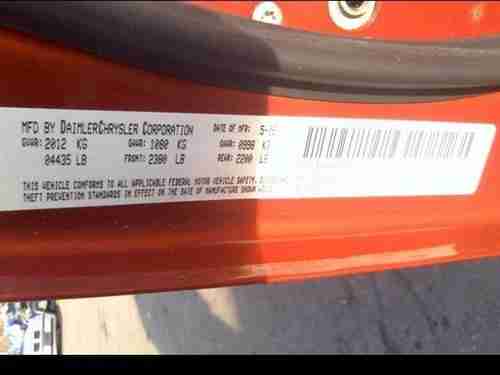 MFD BY DAIMLERCHRYSLER CORPORATION DATE OF MFR: 5-
GVWR: 2012 KG GAWR: 1080 KG GAWR: 0998 KG
04435 LB FRONT: 2380 LB REAR: 2200 LB
THIS VEHICLE CONFORMS TO ALL APPLICABLE FEDERAL MOTOR VEHICLE SAFETY,
THEFT PREVENTION STANDARDS IN EFFECT ON THE DATE OF MANUFACTURE SHOWN